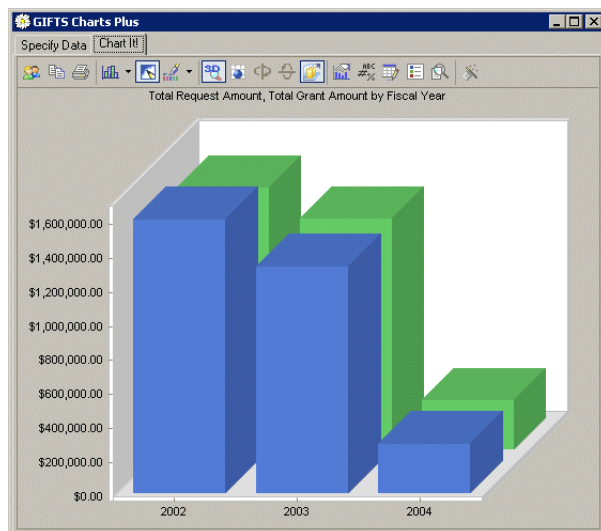 GIFTS Charts Plus
Specify Data Chart It!
3D ABC #%
Total Request Amount, Total Grant Amount by Fiscal Year
$1,600,000.00
$1,400,000.00
$1,200,000.00
$1,000,000.00
$800,000.00
$600,000.00
$400,000.00
$200,000.00
$0.00
2002 2003 2004